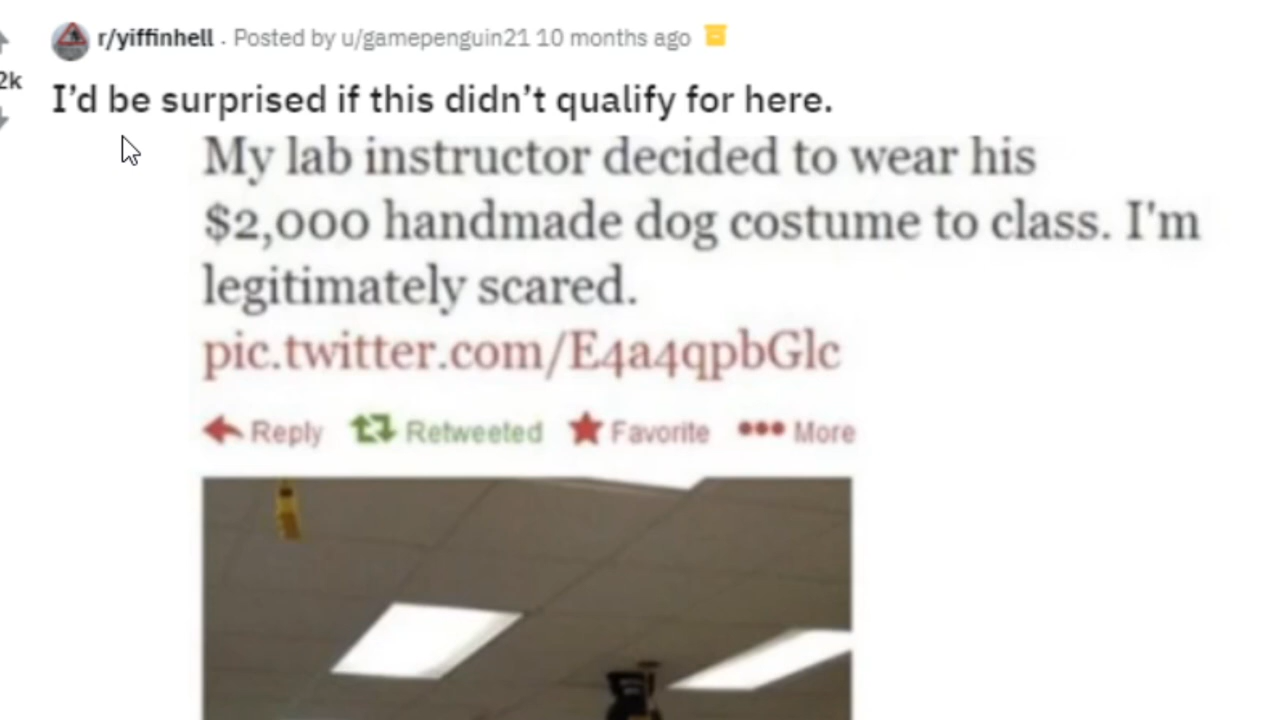 r/yiffinhell · Posted by u/gamepenguin21 10 months ago
2k
I’d be surprised if this didn’t qualify for here.
My lab instructor decided to wear his
$2,000 handmade dog costume to class. I'm
legitimately scared.
pic.twitter.com/E4a4qpbGlc
Reply Retweeted Favorite More